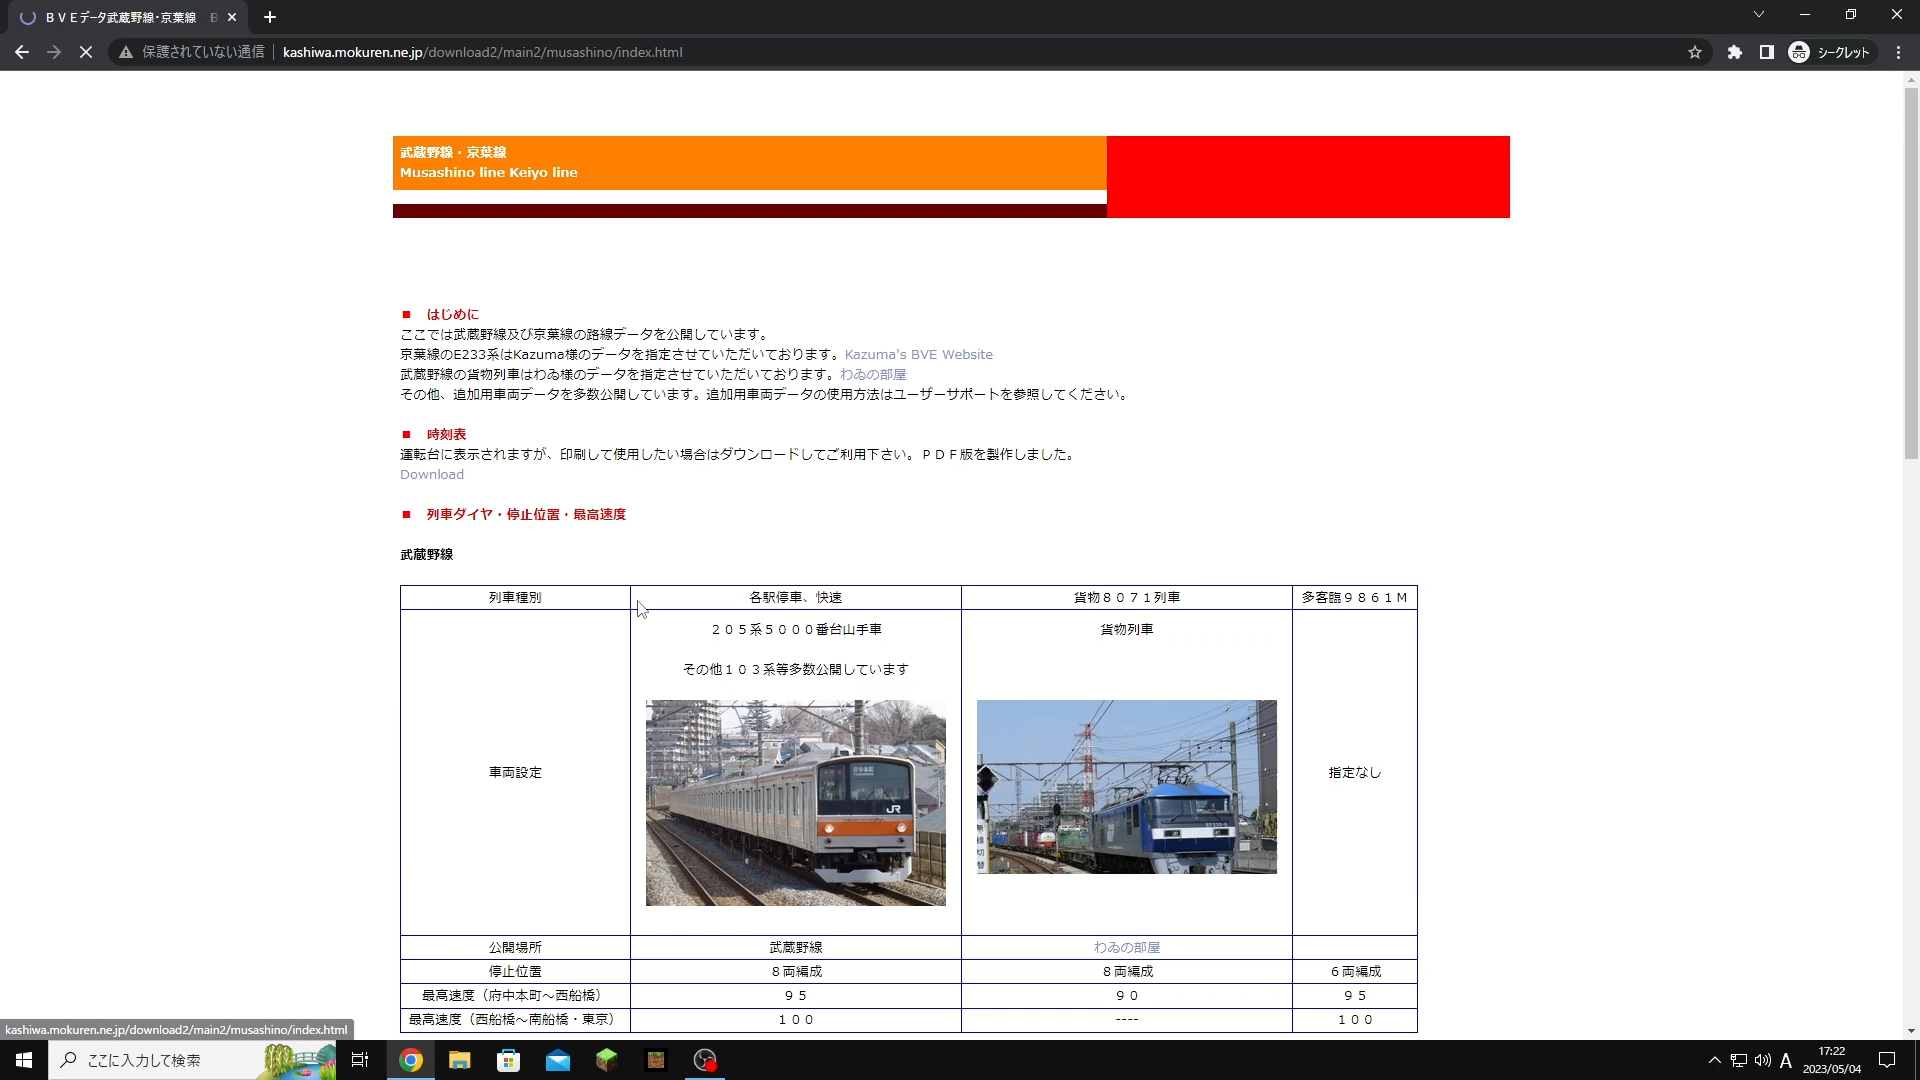 ＢＶＥデータ武蔵野線・京葉線 B
保護されていない通信
kashiwa.mokuren.ne.jp/download2/main2/musashino/index.html
シークレット
武蔵野線・京葉線
Musashino line Keiyo line
■ はじめに
ここでは武蔵野線及び京葉線の路線データを公開しています。
京葉線のE233系はKazuma様のデータを指定させていただいております。Kazuma's BVE Website
武蔵野線の貨物列車はわゐ様のデータを指定させていただいております。わゐの部屋
その他、追加用車両データを多数公開しています。追加用車両データの使用方法はユーザーサポートを参照してください。
■ 時刻表
運転台に表示されますが、印刷して使用したい場合はダウンロードしてご利用下さい。ＰＤＦ版を製作しました。
Download
■ 列車ダイヤ・停止位置・最高速度
武蔵野線
列車種別 各駅停車、快速 貨物８０７１列車 多客臨９８６１Ｍ
２０５系５０００番台山手車 貨物列車
その他１０３系等多数公開しています
車両設定 指定なし
JR
公開場所 武蔵野線 わゐの部屋
停止位置 ８両編成 ８両編成 ６両編成
最高速度（府中本町～西船橋） ９５ ９０ ９５
最高速度（西船橋～南船橋・東京） １００ ---- １００
kashiwa.mokuren.ne.jp/download2/main2/musashino/index.html
ここに入力して検索
A
17:22
2023/05/04